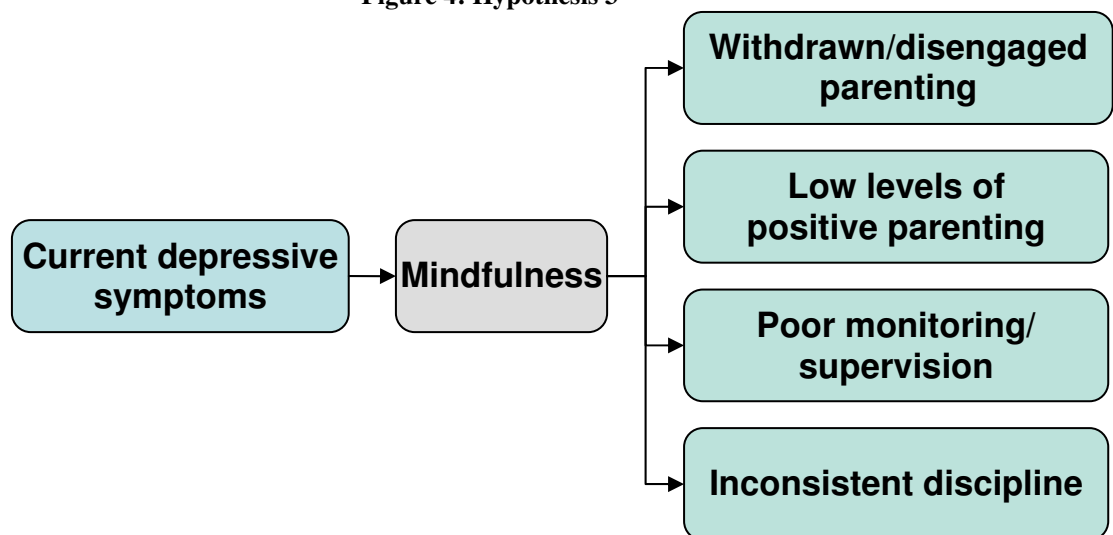 Figure 4: Hypothesis 3
Withdrawn/disengaged
parenting
Low levels of
positive parenting
Current depressive
symptoms
Mindfulness
Poor monitoring/
supervision
Inconsistent discipline